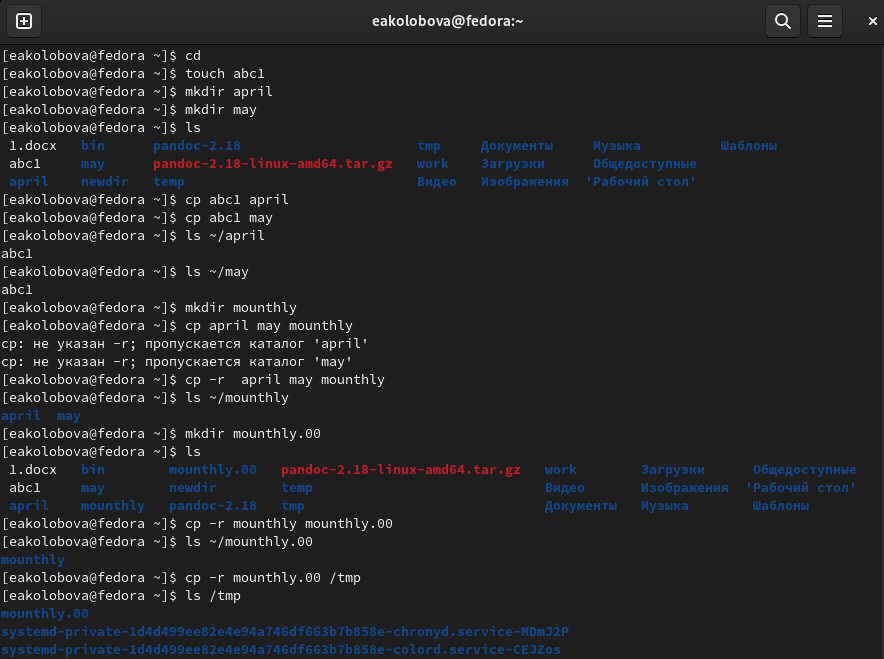 eakolobova@fedora:~
[eakolobova@fedora ~]$ cd
[eakolobova@fedora ~]$ touch abc1
[eakolobova@fedora ~]$ mkdir april
[eakolobova@fedora ~]$ mkdir may
[eakolobova@fedora ~]$ ls
1.docx bin pandoc-2.18 tmp Документы Музыка Шаблоны
abc1 may pandoc-2.18-linux-amd64.tar.gz work Загрузки Общедоступные
april newdir temp Видео Изображения 'Рабочий стол'
[eakolobova@fedora ~]$ cp abc1 april
[eakolobova@fedora ~]$ cp abc1 may
[eakolobova@fedora ~]$ ls ~/april
abc1
[eakolobova@fedora ~]$ ls ~/may
abc1
[eakolobova@fedora ~]$ mkdir mounthly
[eakolobova@fedora ~]$ cp april may mounthly
cp: не указан -r; пропускается каталог 'april'
cp: не указан -r; пропускается каталог 'may'
[eakolobova@fedora ~]$ cp -r  april may mounthly
[eakolobova@fedora ~]$ ls ~/mounthly
april may
[eakolobova@fedora ~]$ mkdir mounthly.00
[eakolobova@fedora ~]$ ls
1.docx bin mounthly.00 pandoc-2.18-linux-amd64.tar.gz work Загрузки Общедоступные
abc1 may newdir temp Видео Изображения 'Рабочий стол'
april mounthly pandoc-2.18 tmp Документы Музыка Шаблоны
[eakolobova@fedora ~]$ cp -r mounthly mounthly.00
[eakolobova@fedora ~]$ ls ~/mounthly.00
mounthly
[eakolobova@fedora ~]$ cp -r mounthly.00 /tmp
[eakolobova@fedora ~]$ ls /tmp
mounthly.00
systemd-private-1d4d499ee82e4e94a746df663b7b858e-chronyd.service-MDmJ2P
systemd-private-1d4d499ee82e4e94a746df663b7b858e-colord.service-CEJZos